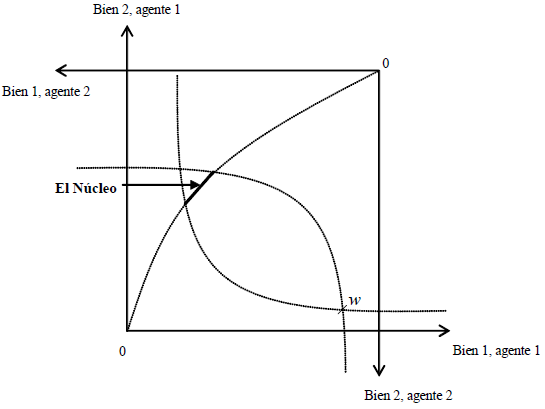 Bien 2, agente 1
0
Bien 1, agente 2
El Núcleo
w
0
Bien 1, agente 1
Bien 2, agente 2